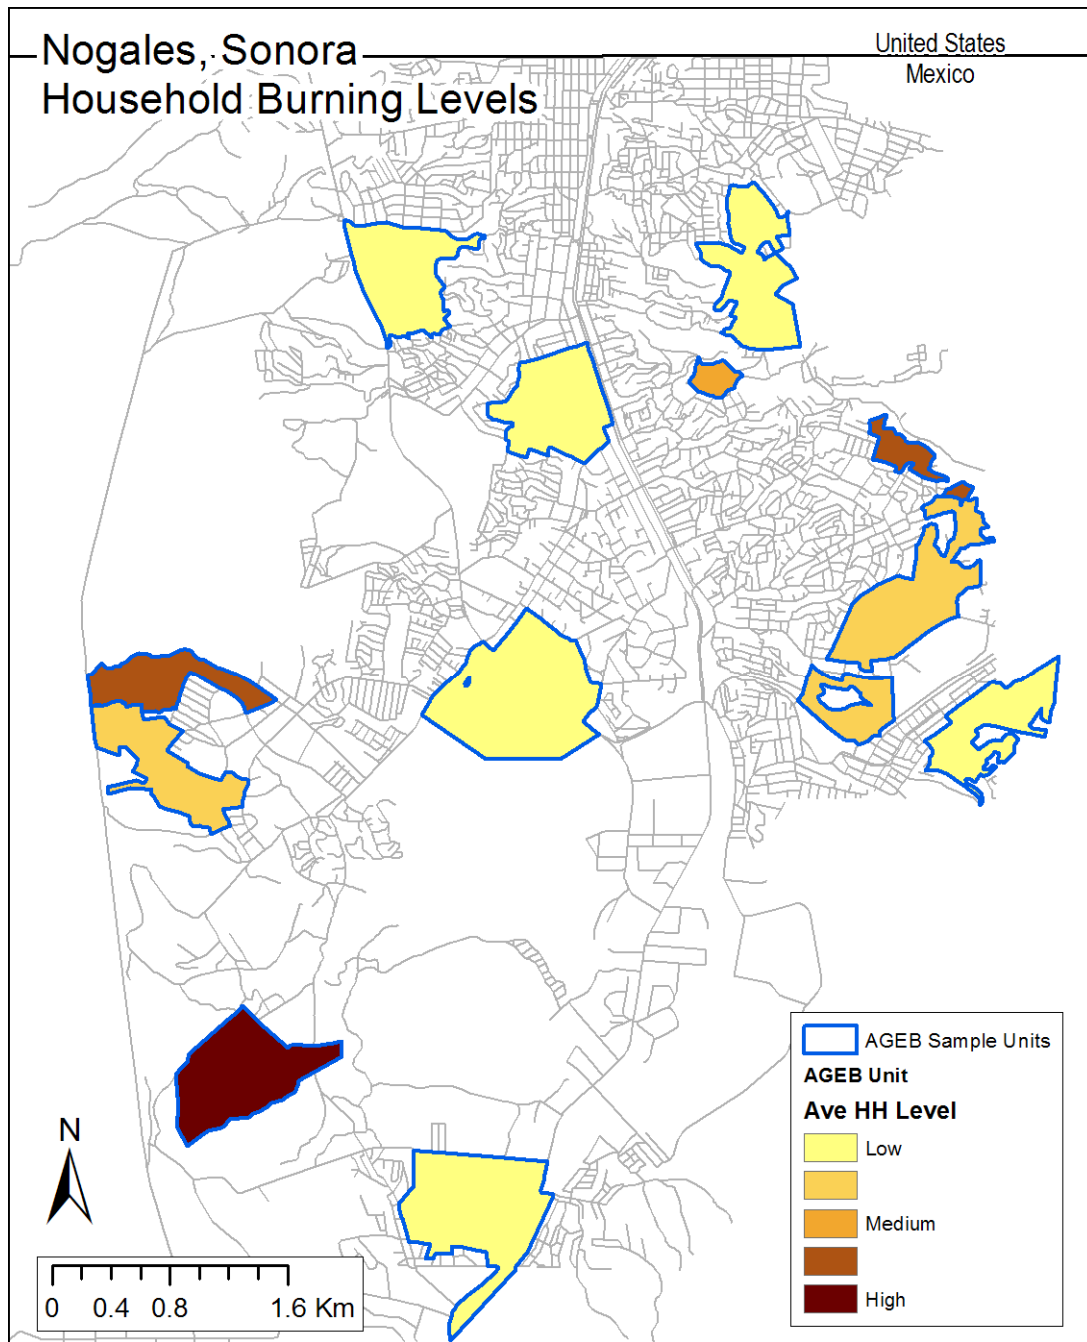 Nogales, Sonora
Household Burning Levels
United States
Mexico
AGEB Sample Units
AGEB Unit
Ave HH Level
Low
Medium
High
N
0 0.4 0.8 1.6 Km